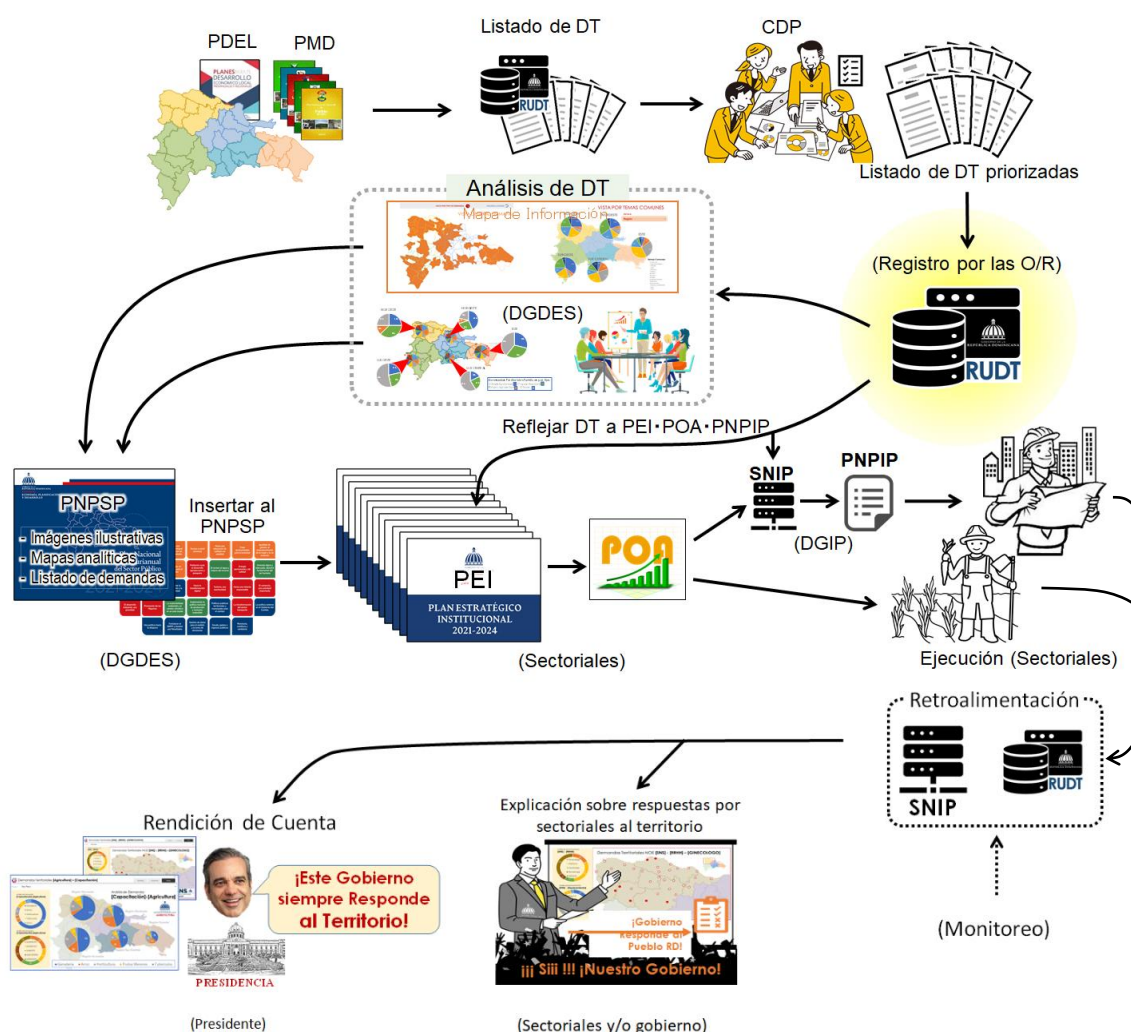 PDEL
PMD
PLANES
DESARROLLO
Listado de DT
RUDT
CDP
Listado de DT priorizadas
Análisis de DT
Mapa de Información
VISTA POR TEMAS COMUNES
(DGDES)
(Registro por las O/R)
REPÚBLICA DOMINICANA
RUDT
Reflejar DT a PEI・POA・PNPIP
PNPSP
- Imágenes ilustrativas
- Mapas analíticas
- Listado de demandas
Insertar al
PNPSP
(DGDES)
PEI
PLAN ESTRATÉGICO
INSTITUCIONAL
2021-2024
(Sectoriales)
POA
SNIP
(DGIP)
PNPIP
Ejecución (Sectoriales)
Retroalimentación
SNIP
RUDT
(Monitoreo)
Rendición de Cuenta
¡Este Gobierno
siempre Responde
al Territorio!
PRESIDENCIA
(Presidente)
Explicación sobre respuestas por
sectoriales al territorio
¡Gobierno
Responde al
Pueblo RD!
¡¡¡ Siii !!! ¡Nuestro Gobierno!
(Sectoriales y/o gobierno)